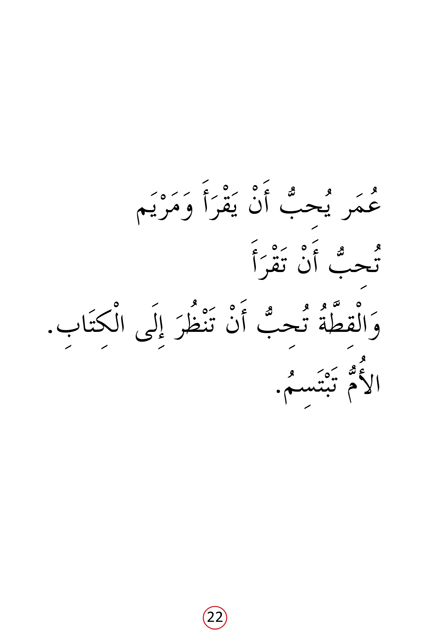 عُمَر يُحِبُّ أَنْ يَقْرَأَ وَمَرْيَم
تُحِبُّ أَنْ تَقْرَأَ
وَالْقِطَّةُ تُحِبُّ أَنْ تَنْظُرَ إِلَى الْكِتَابِ.
الأُمُّ تَبْتَسِمُ.
22